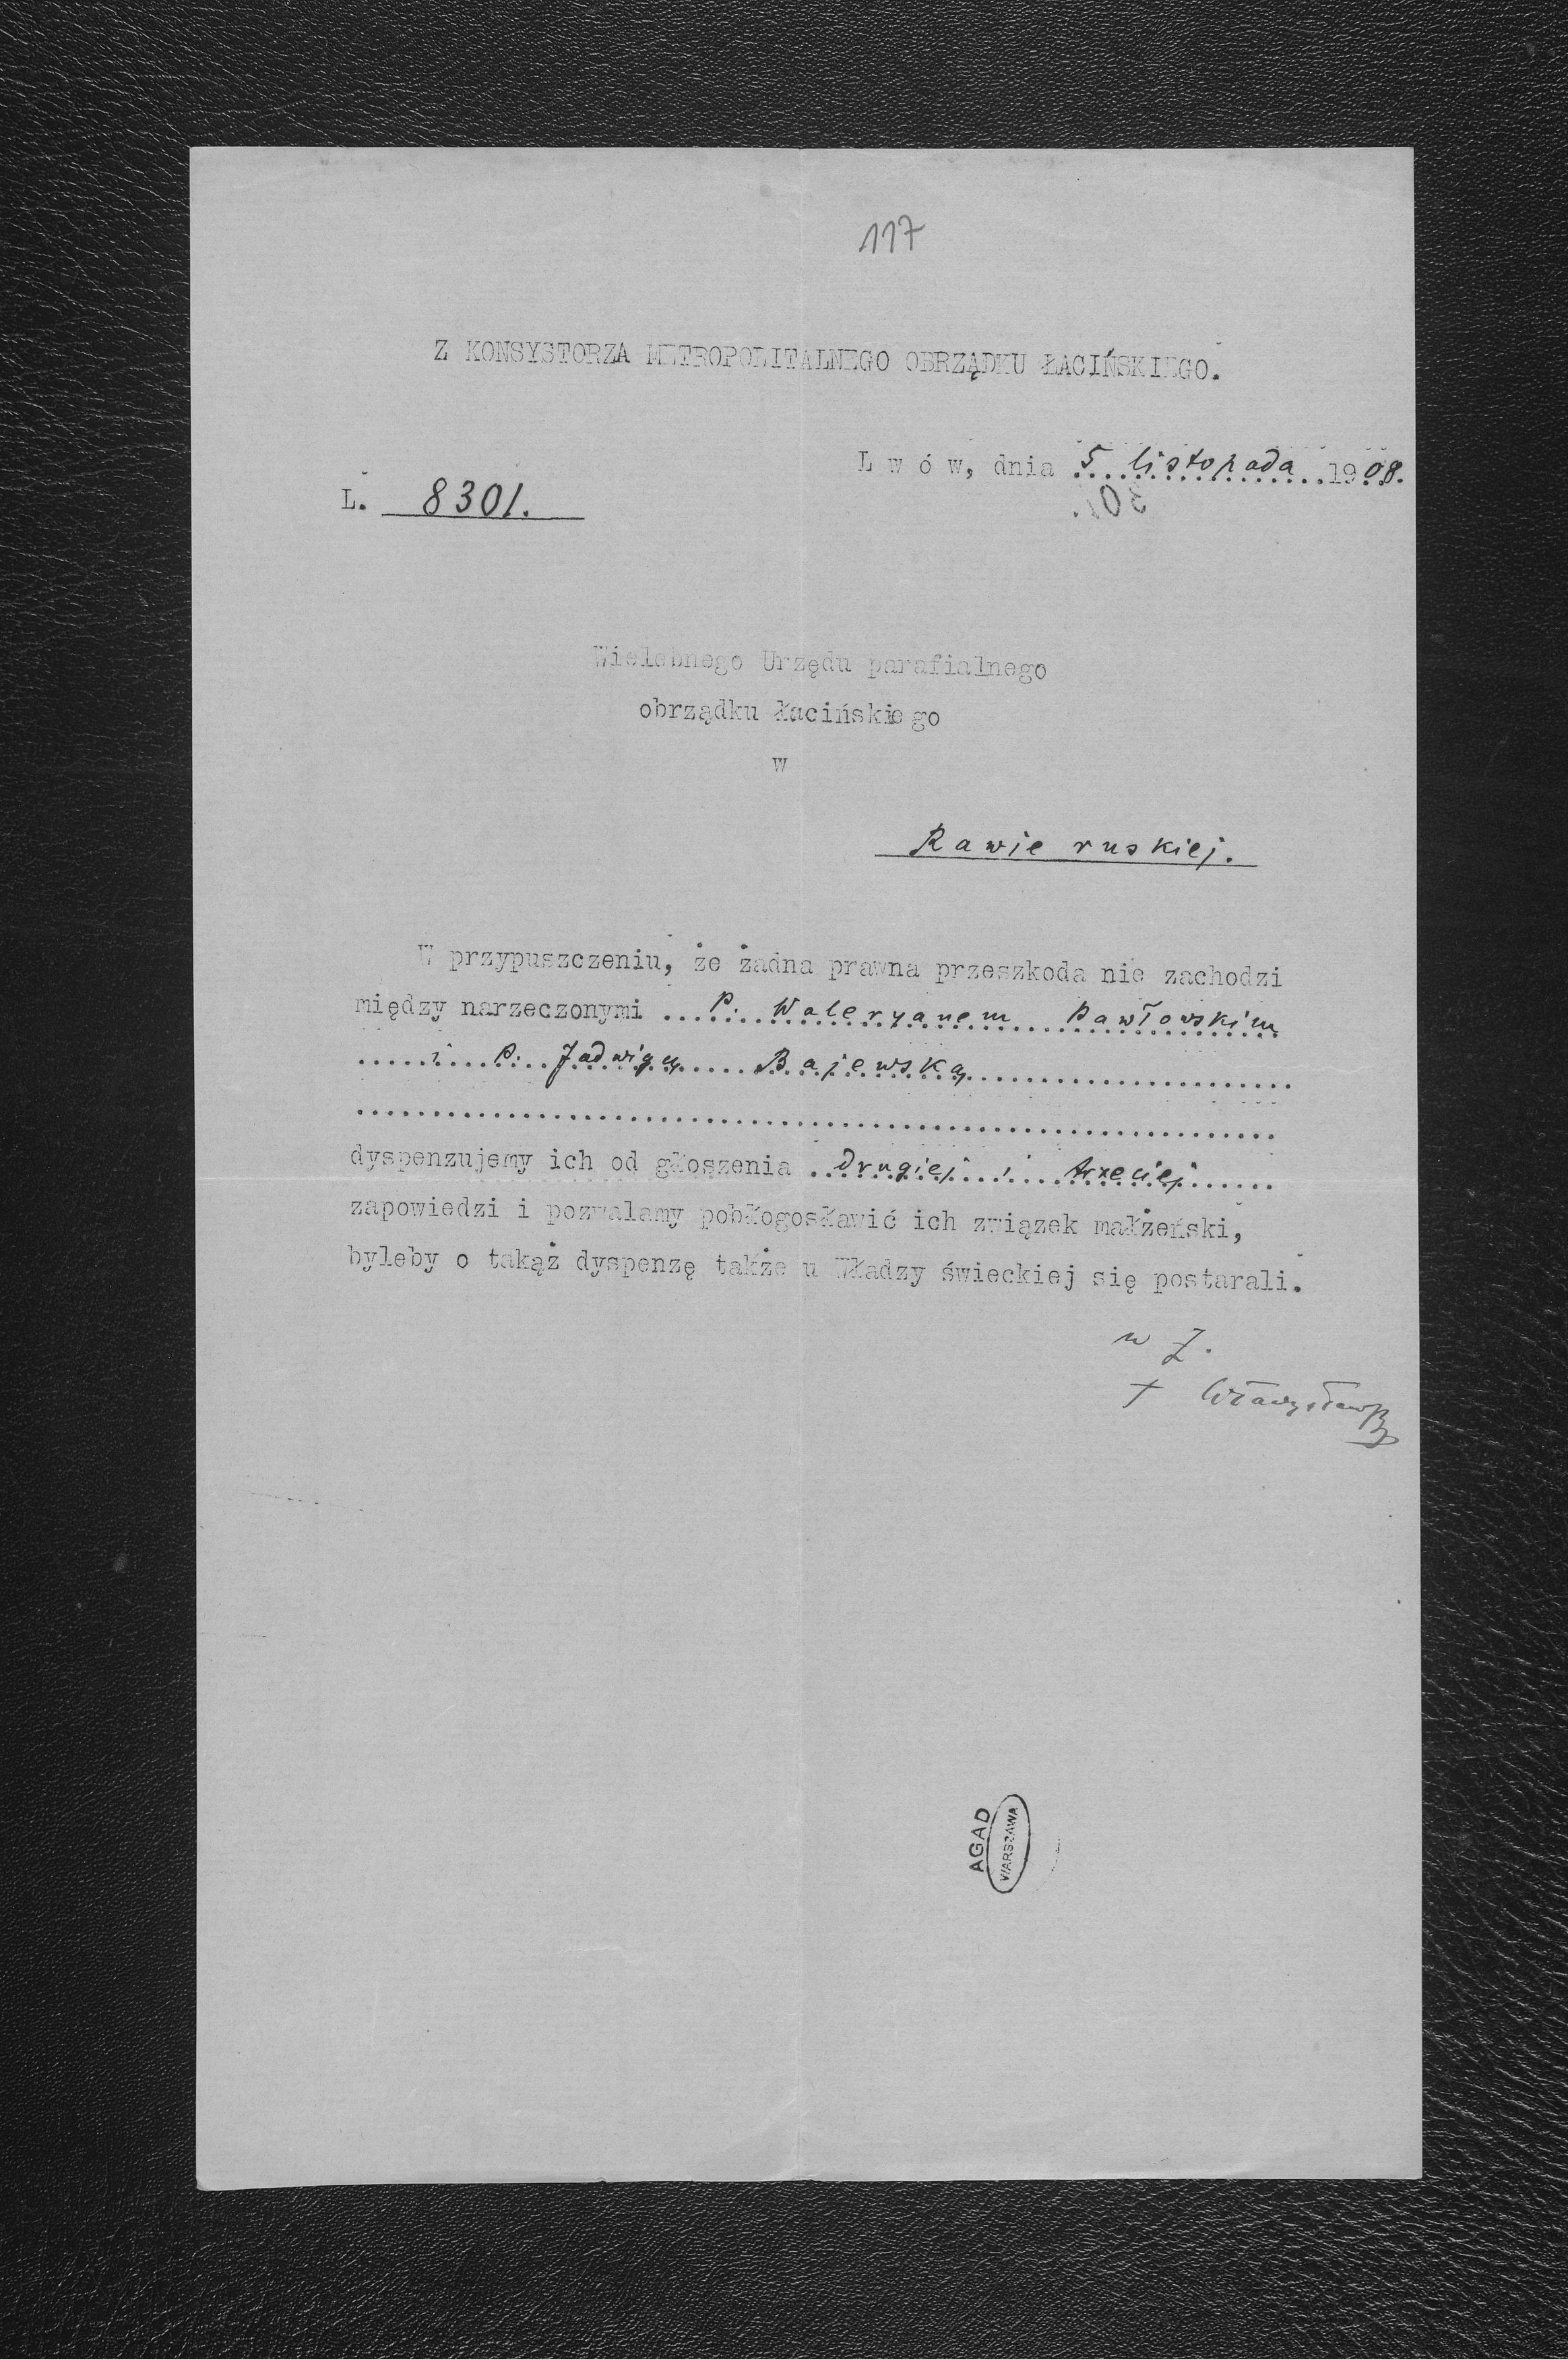 117
Z KONSYSTORZA METROPOLITALNEGO OBRZĄDKU ŁACIŃSKIEGO.
L w ó w, dnia 5 listopada 1908.
L. 8301.
Wielebnego Urzędu parafialnego
obrządku łacińskiego
w
Rawie ruskiej.
W przypuszczeniu, że żadna prawna przeszkoda nie zachodzi
między narzeczonymi ... P. Waleryanem Pawłowskim
..... i P. Jadwigą Bajewską ..........
dyspenzujemy ich od głoszenia . drugiej i trzeciej ......
zapowiedzi i pozwalamy pobłogosławić ich związek małżeński,
byleby o takąż dyspenzę także u Władzy świeckiej się postarali.
w Z.
+ Władysław
AGAD
WARSZAWA